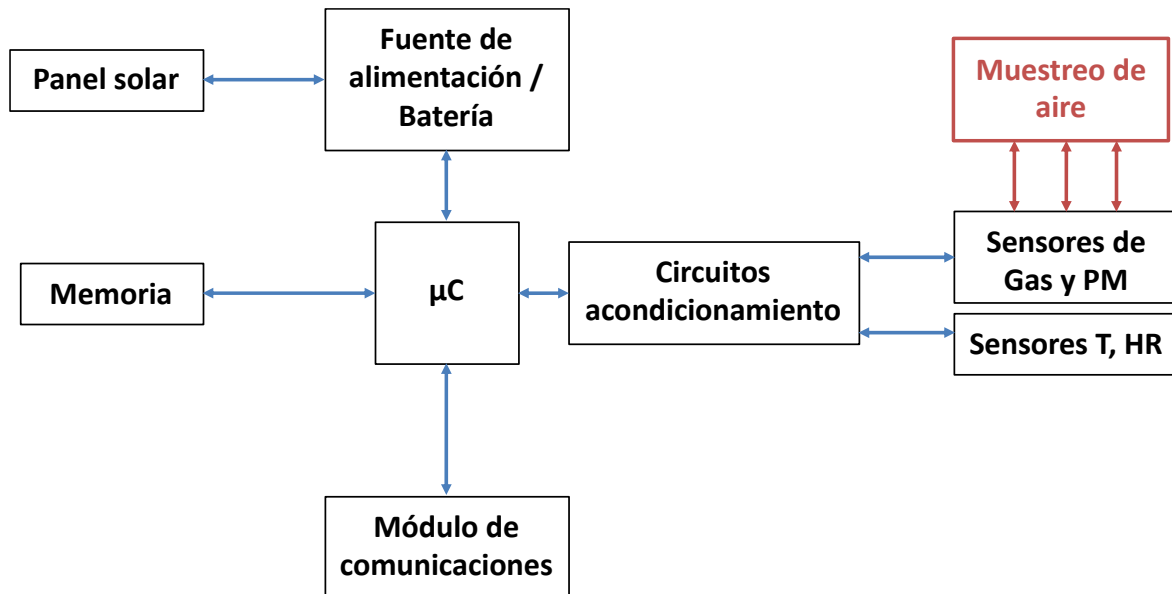 Panel solar
Fuente de
alimentación /
Batería
Muestreo de
aire
Memoria
µC
Circuitos
acondicionamiento
Sensores de
Gas y PM
Sensores T, HR
Módulo de
comunicaciones